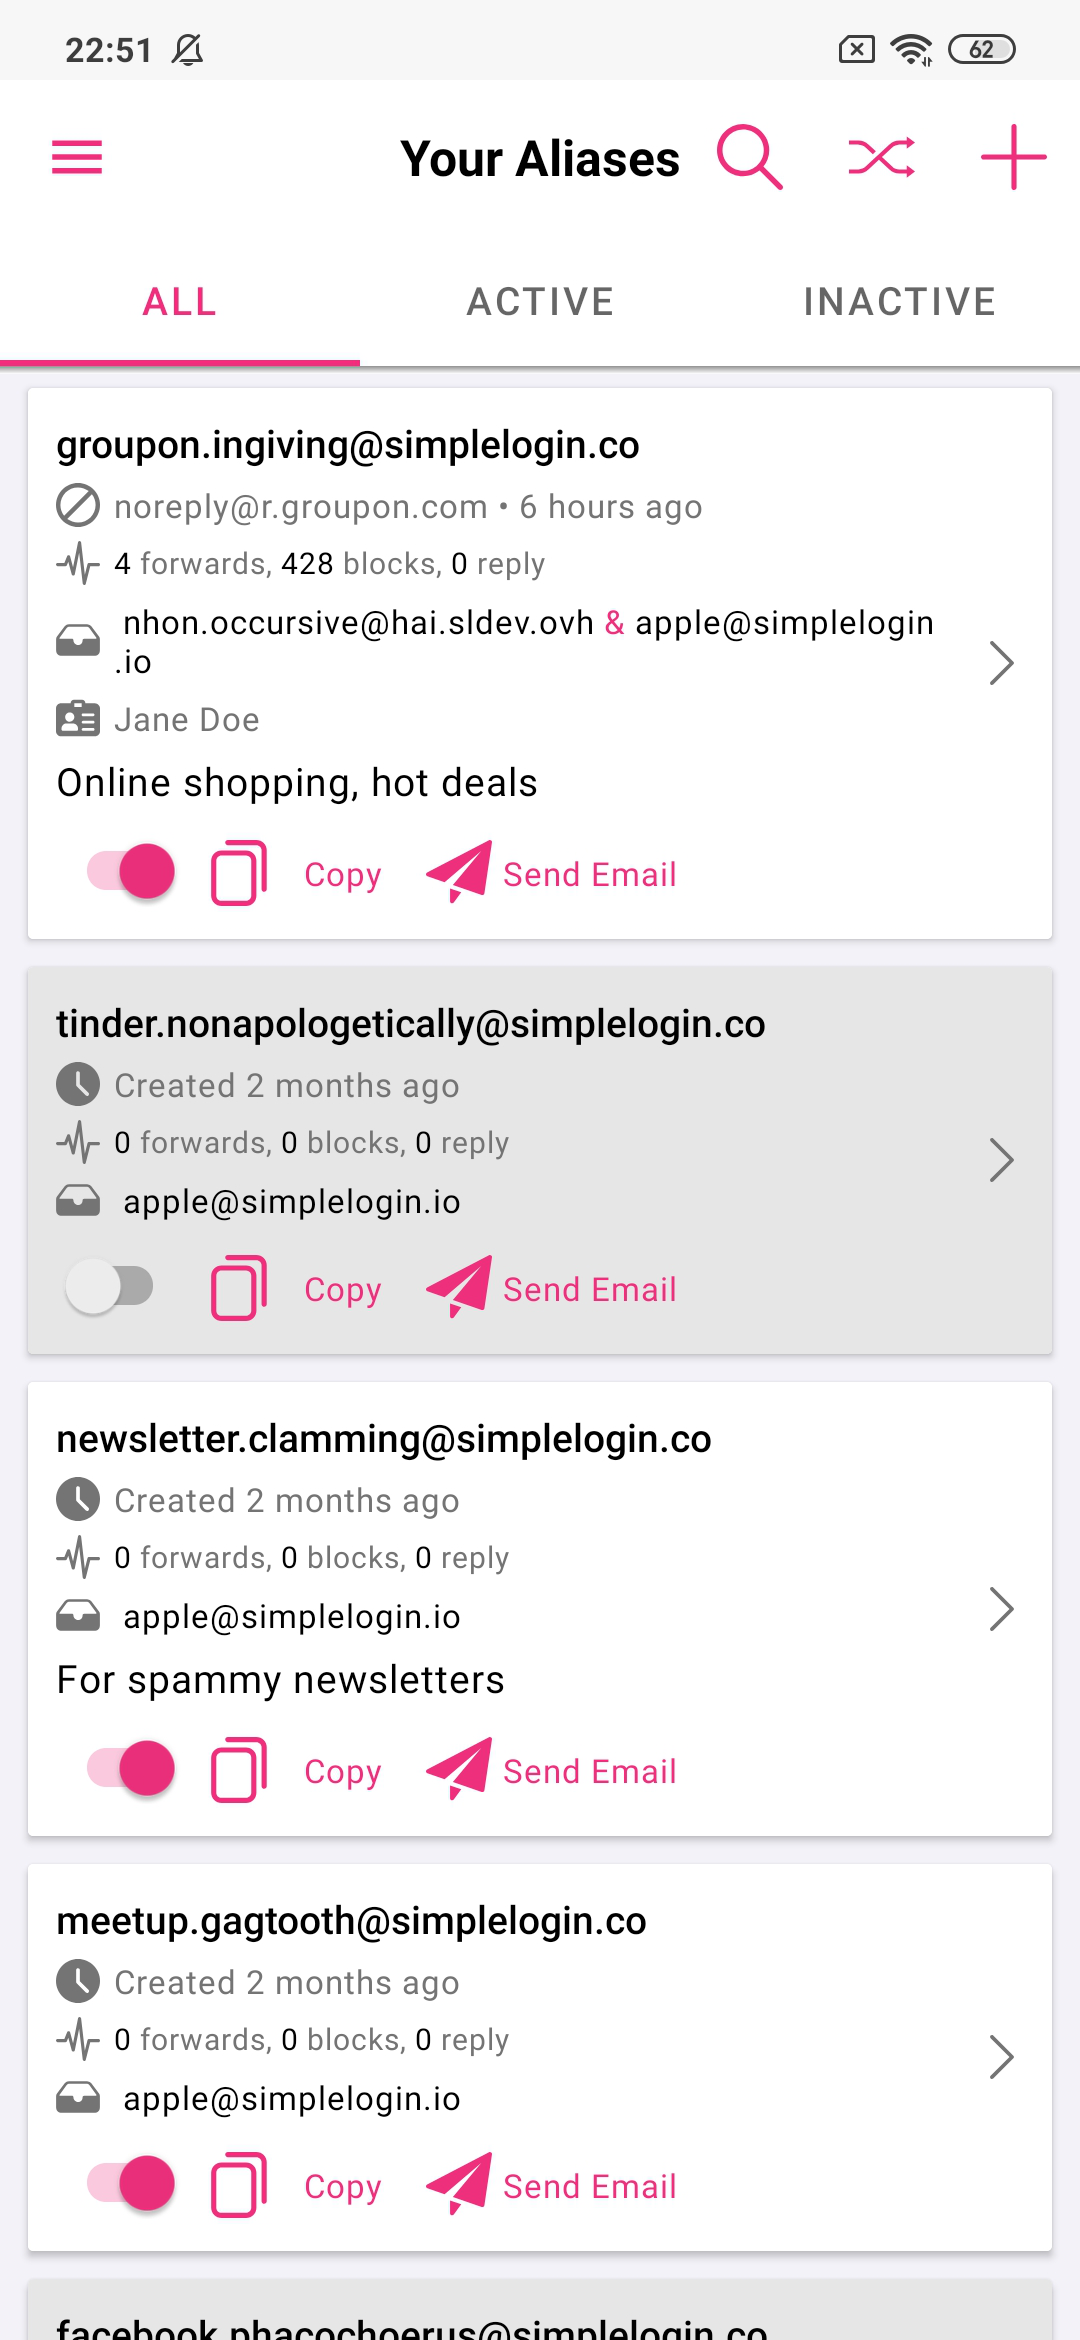 22:51
62
Your Aliases
ALL
ACTIVE
INACTIVE
groupon.ingiving@simplelogin.co
noreply@r.groupon.com • 6 hours ago
4 forwards, 428 blocks, 0 reply
nhon.occursive@hai.sldev.ovh & apple@simplelogin
.io
Jane Doe
Online shopping, hot deals
Copy
Send Email
tinder.nonapologetically@simplelogin.co
Created 2 months ago
0 forwards, 0 blocks, 0 reply
apple@simplelogin.io
Copy
Send Email
newsletter.clamming@simplelogin.co
Created 2 months ago
0 forwards, 0 blocks, 0 reply
apple@simplelogin.io
For spammy newsletters
Copy
Send Email
meetup.gagtooth@simplelogin.co
Created 2 months ago
0 forwards, 0 blocks, 0 reply
apple@simplelogin.io
Copy
Send Email
facebook.phacochoerus@simplelogin.co